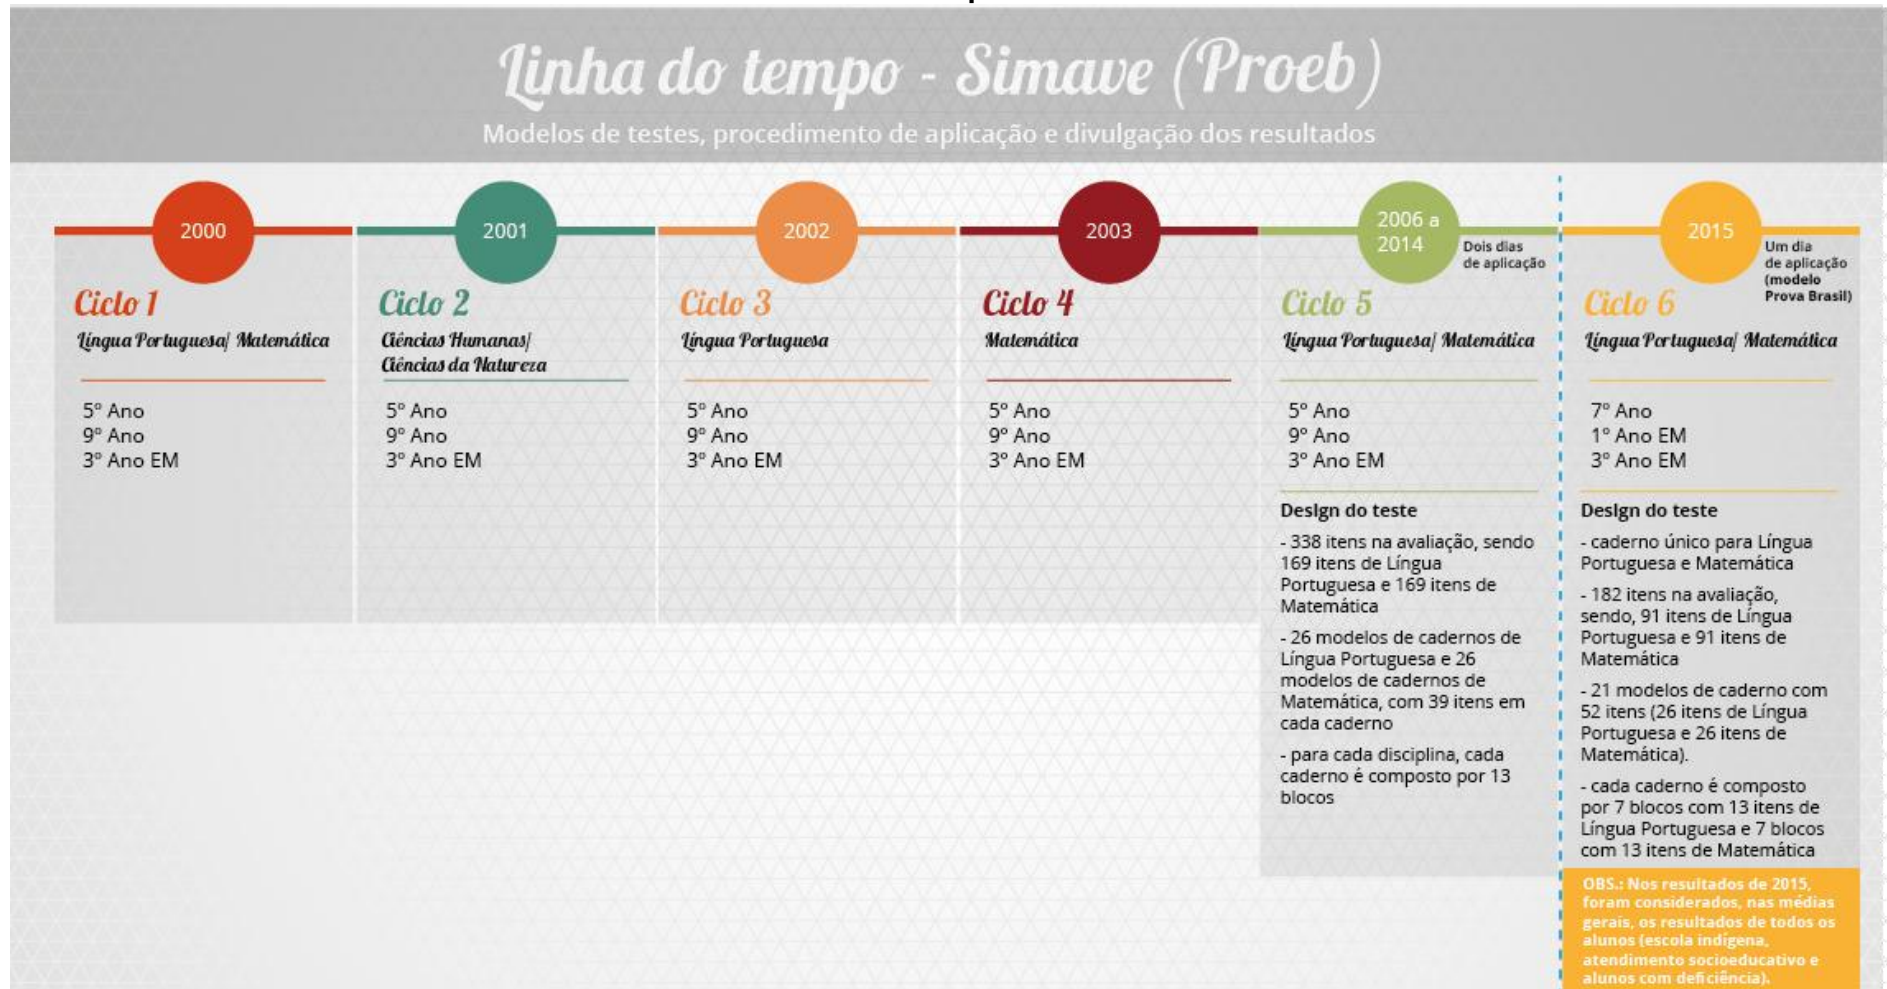 Linha do tempo - Simave (Proeb)
Modelos de testes, procedimento de aplicação e divulgação dos resultados
2000
Ciclo 1
Língua Portuguesa/ Matemática
5º Ano
9º Ano
3º Ano EM
2001
Ciclo 2
Ciências Humanas/
Ciências da Natureza
5º Ano
9º Ano
3º Ano EM
2002
Ciclo 3
Língua Portuguesa
5º Ano
9º Ano
3º Ano EM
2003
Ciclo 4
Matemática
5º Ano
9º Ano
3º Ano EM
2006 a
2014
Dois dias
de aplicação
Ciclo 5
Língua Portuguesa/ Matemática
5º Ano
9º Ano
3º Ano EM
Design do teste
- 338 itens na avaliação, sendo
169 itens de Língua
Portuguesa e 169 itens de
Matemática
- 26 modelos de cadernos de
Língua Portuguesa e 26
modelos de cadernos de
Matemática, com 39 itens em
cada caderno
- para cada disciplina, cada
caderno é composto por 13
blocos
2015
Um dia
de aplicação
(modelo
Prova Brasil)
Ciclo 6
Língua Portuguesa/ Matemática
7º Ano
1º Ano EM
3º Ano EM
Design do teste
- caderno único para Língua
Portuguesa e Matemática
- 182 itens na avaliação,
sendo, 91 itens de Língua
Portuguesa e 91 itens de
Matemática
- 21 modelos de caderno com
52 itens (26 itens de Língua
Portuguesa e 26 itens de
Matemática).
- cada caderno é composto
por 7 blocos com 13 itens de
Língua Portuguesa e 7 blocos
com 13 itens de Matemática
OBS.: Nos resultados de 2015,
foram considerados, nas médias
gerais, os resultados de todos os
alunos (escola indígena,
atendimento socioeducativo e
alunos com deficiência).